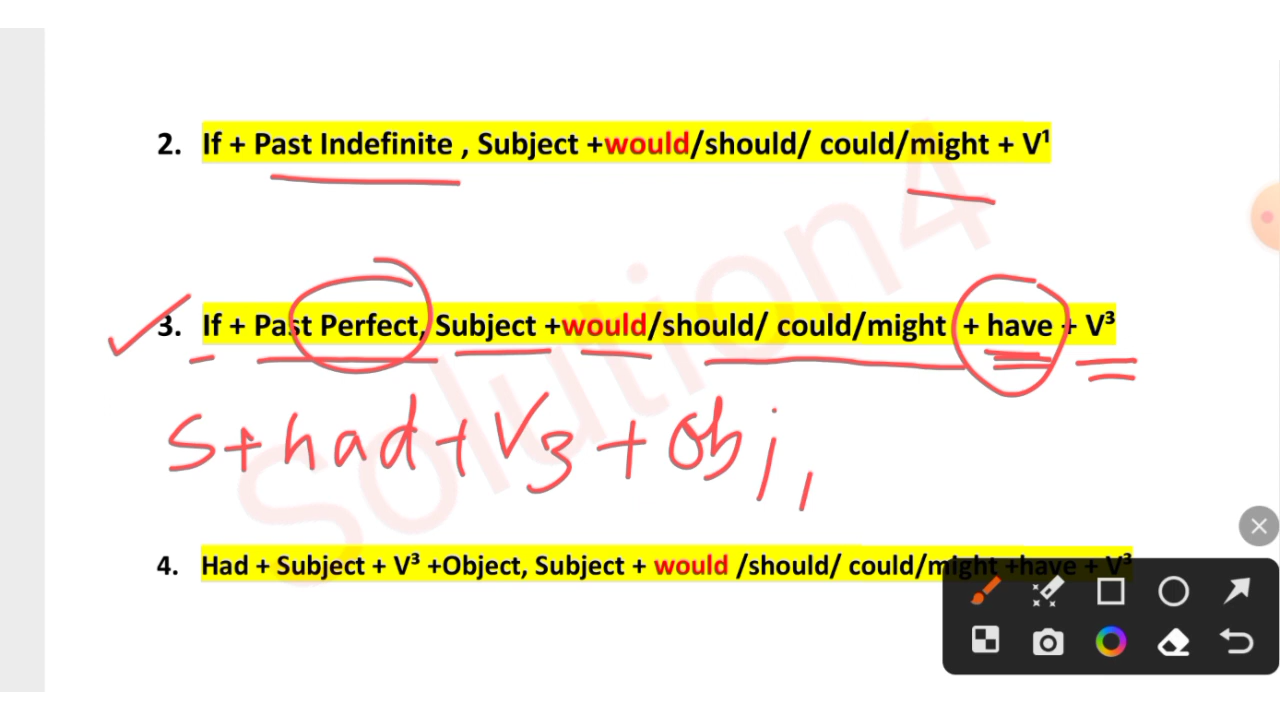 2. If + Past Indefinite , Subject +would/should/ could/might + V¹
3. If + Past Perfect, Subject +would/should/ could/might + have + V³
S+had+V3+Obj,
4. Had + Subject + V³ +Object, Subject + would /should/ could/might +have + V³
Solution4